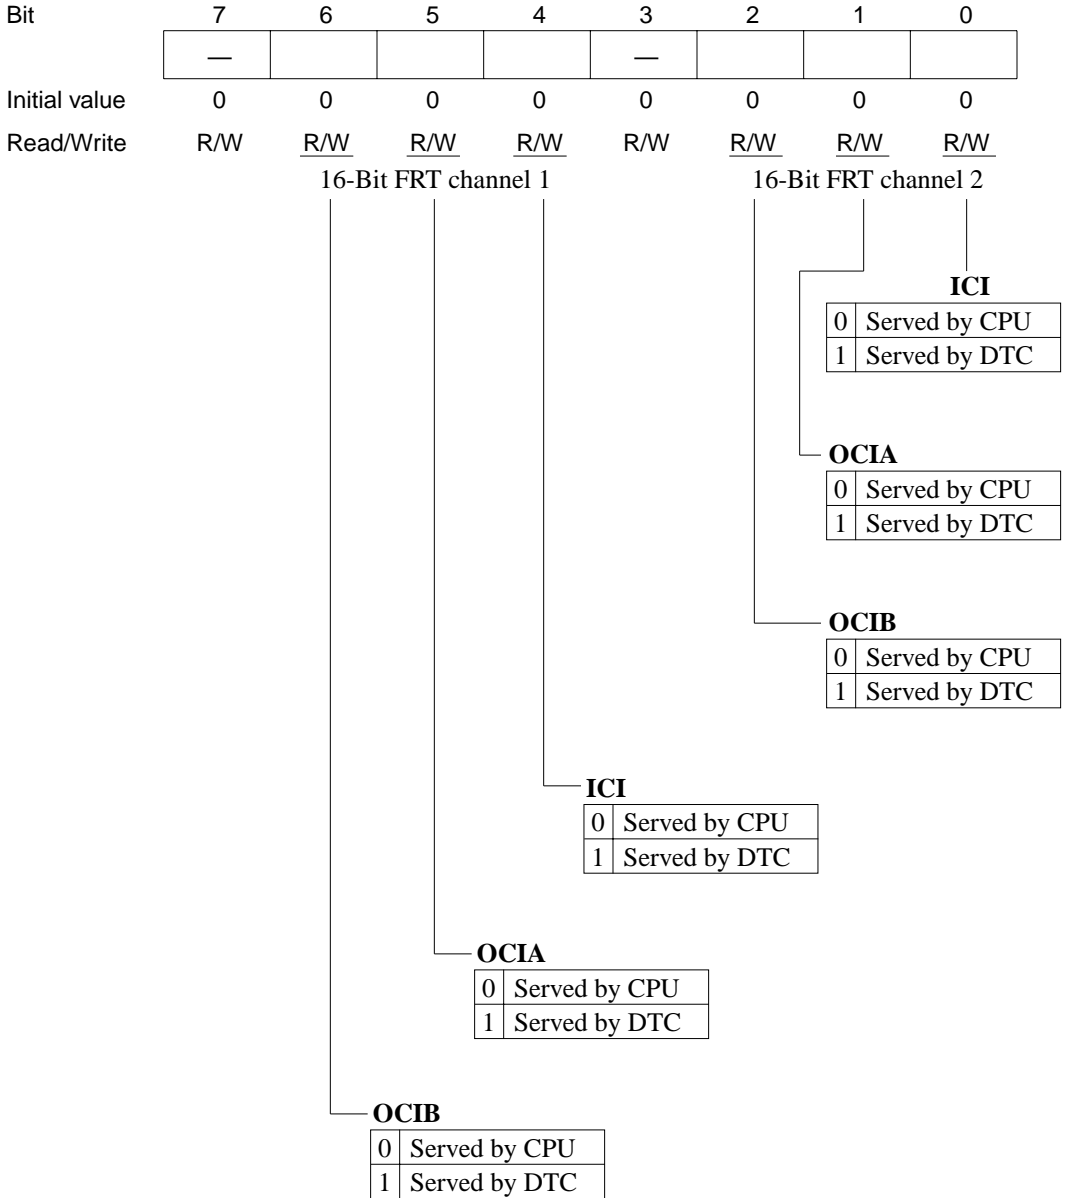 Bit 7 6 5 4 3 2 1 0
— —
Initial value 0 0 0 0 0 0 0 0
Read/Write R/W R/W R/W R/W R/W R/W R/W R/W
16-Bit FRT channel 1 16-Bit FRT channel 2
ICI
0 Served by CPU
1 Served by DTC
OCIA
0 Served by CPU
1 Served by DTC
OCIB
0 Served by CPU
1 Served by DTC
ICI
0 Served by CPU
1 Served by DTC
OCIA
0 Served by CPU
1 Served by DTC
OCIB
0 Served by CPU
1 Served by DTC